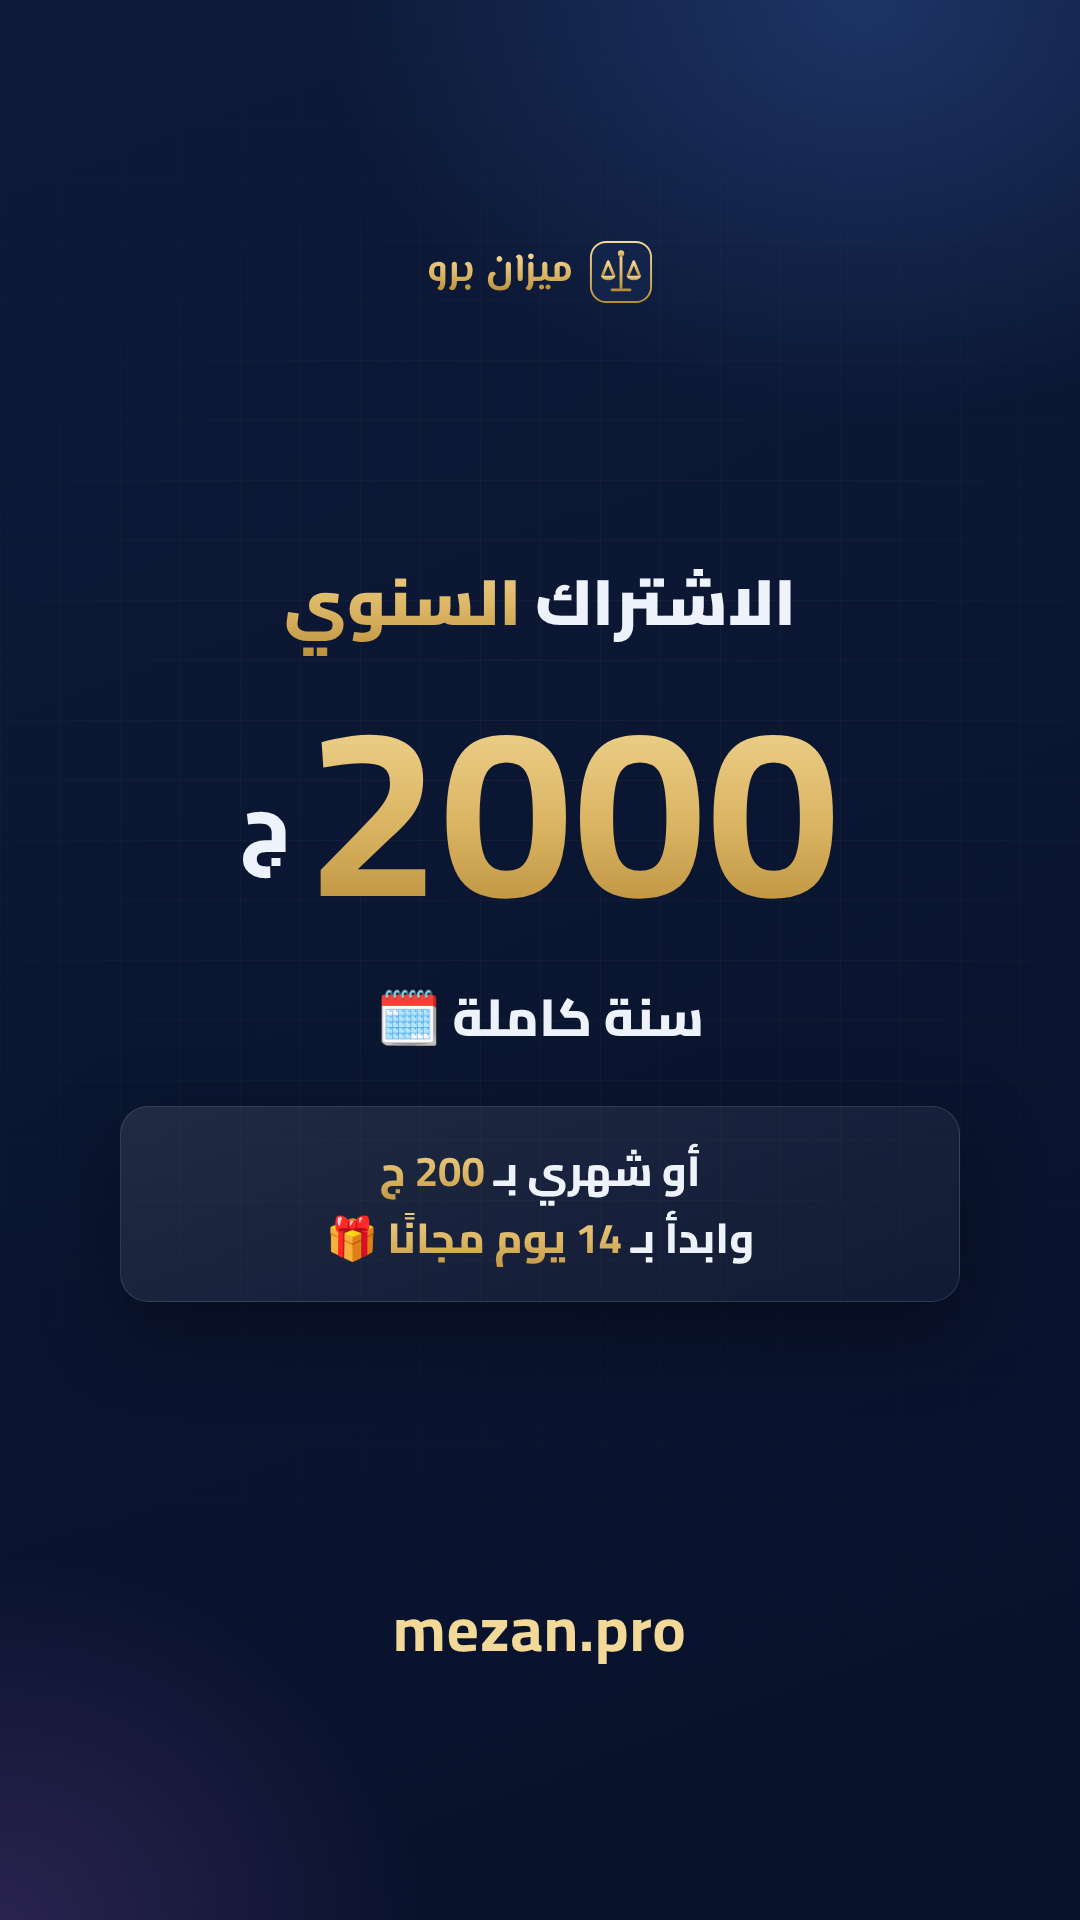 ميزان برو
الاشتراك السنوي
2000 ج
سنة كاملة 🗓️
أو شهري بـ 200 ج
وابدأ بـ 14 يوم مجانًا 🎁
mezan.pro